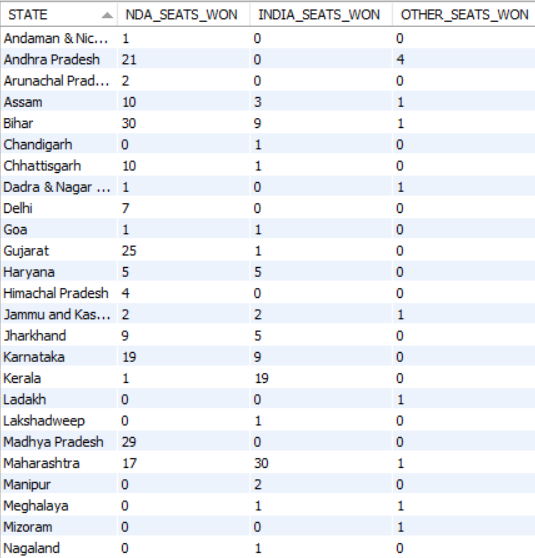 STATE NDA_SEATS_WON INDIA_SEATS_WON OTHER_SEATS_WON
Andaman & Nic... 1 0 0
Andhra Pradesh 21 0 4
Arunachal Prad... 2 0 0
Assam 10 3 1
Bihar 30 9 1
Chandigarh 0 1 0
Chhattisgarh 10 1 0
Dadra & Nagar ... 1 0 1
Delhi 7 0 0
Goa 1 1 0
Gujarat 25 1 0
Haryana 5 5 0
Himachal Pradesh 4 0 0
Jammu and Kas... 2 2 1
Jharkhand 9 5 0
Karnataka 19 9 0
Kerala 1 19 0
Ladakh 0 0 1
Lakshadweep 0 1 0
Madhya Pradesh 29 0 0
Maharashtra 17 30 1
Manipur 0 2 0
Meghalaya 0 1 1
Mizoram 0 0 1
Nagaland 0 1 0